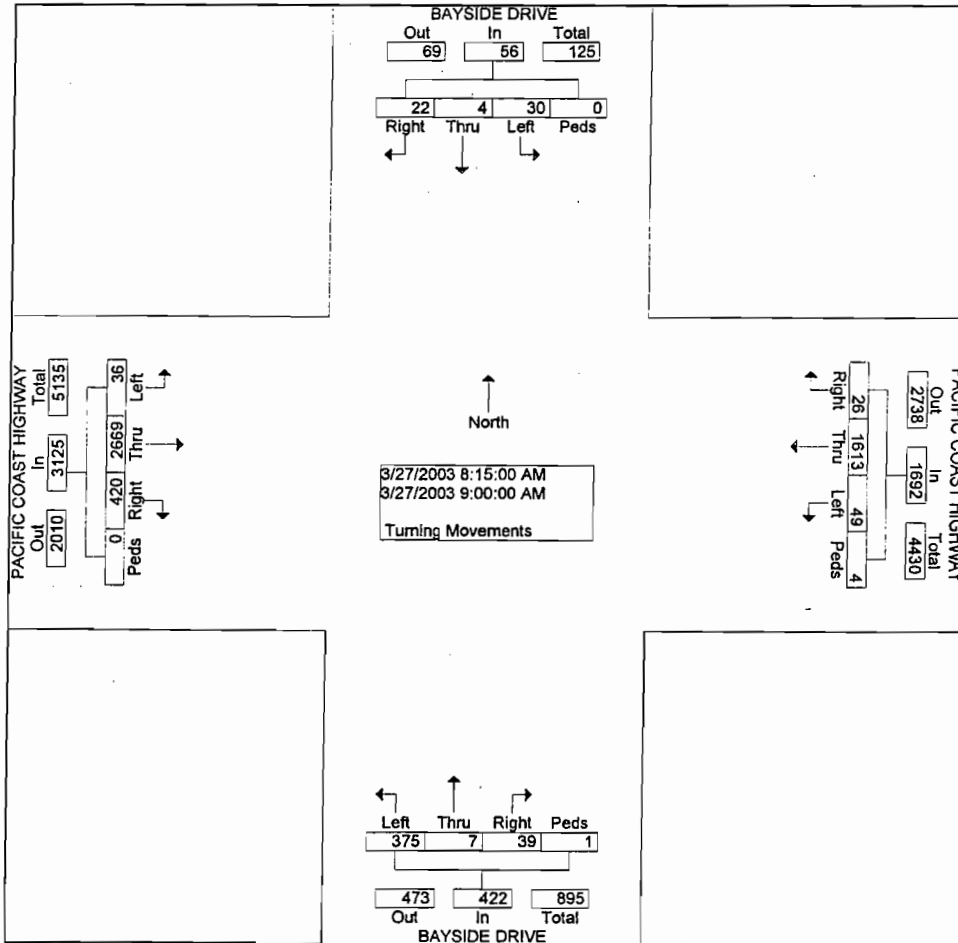 BAYSIDE DRIVE
Out In Total
69 56 125
22 4 30 0
Right Thru Left Peds
PACIFIC COAST HIGHWAY
Total In Out
5135 3125 2010
36 2669 420 0
Left Thru Right Peds
North
3/27/2003 8:15:00 AM
3/27/2003 9:00:00 AM
Turning Movements
Right Thru Left Peds
26 1613 49 4
2738 1692 4430
Out In Total
PACIFIC COAST HIGHWAY
Left Thru Right Peds
375 7 39 1
473 422 895
Out In Total
BAYSIDE DRIVE